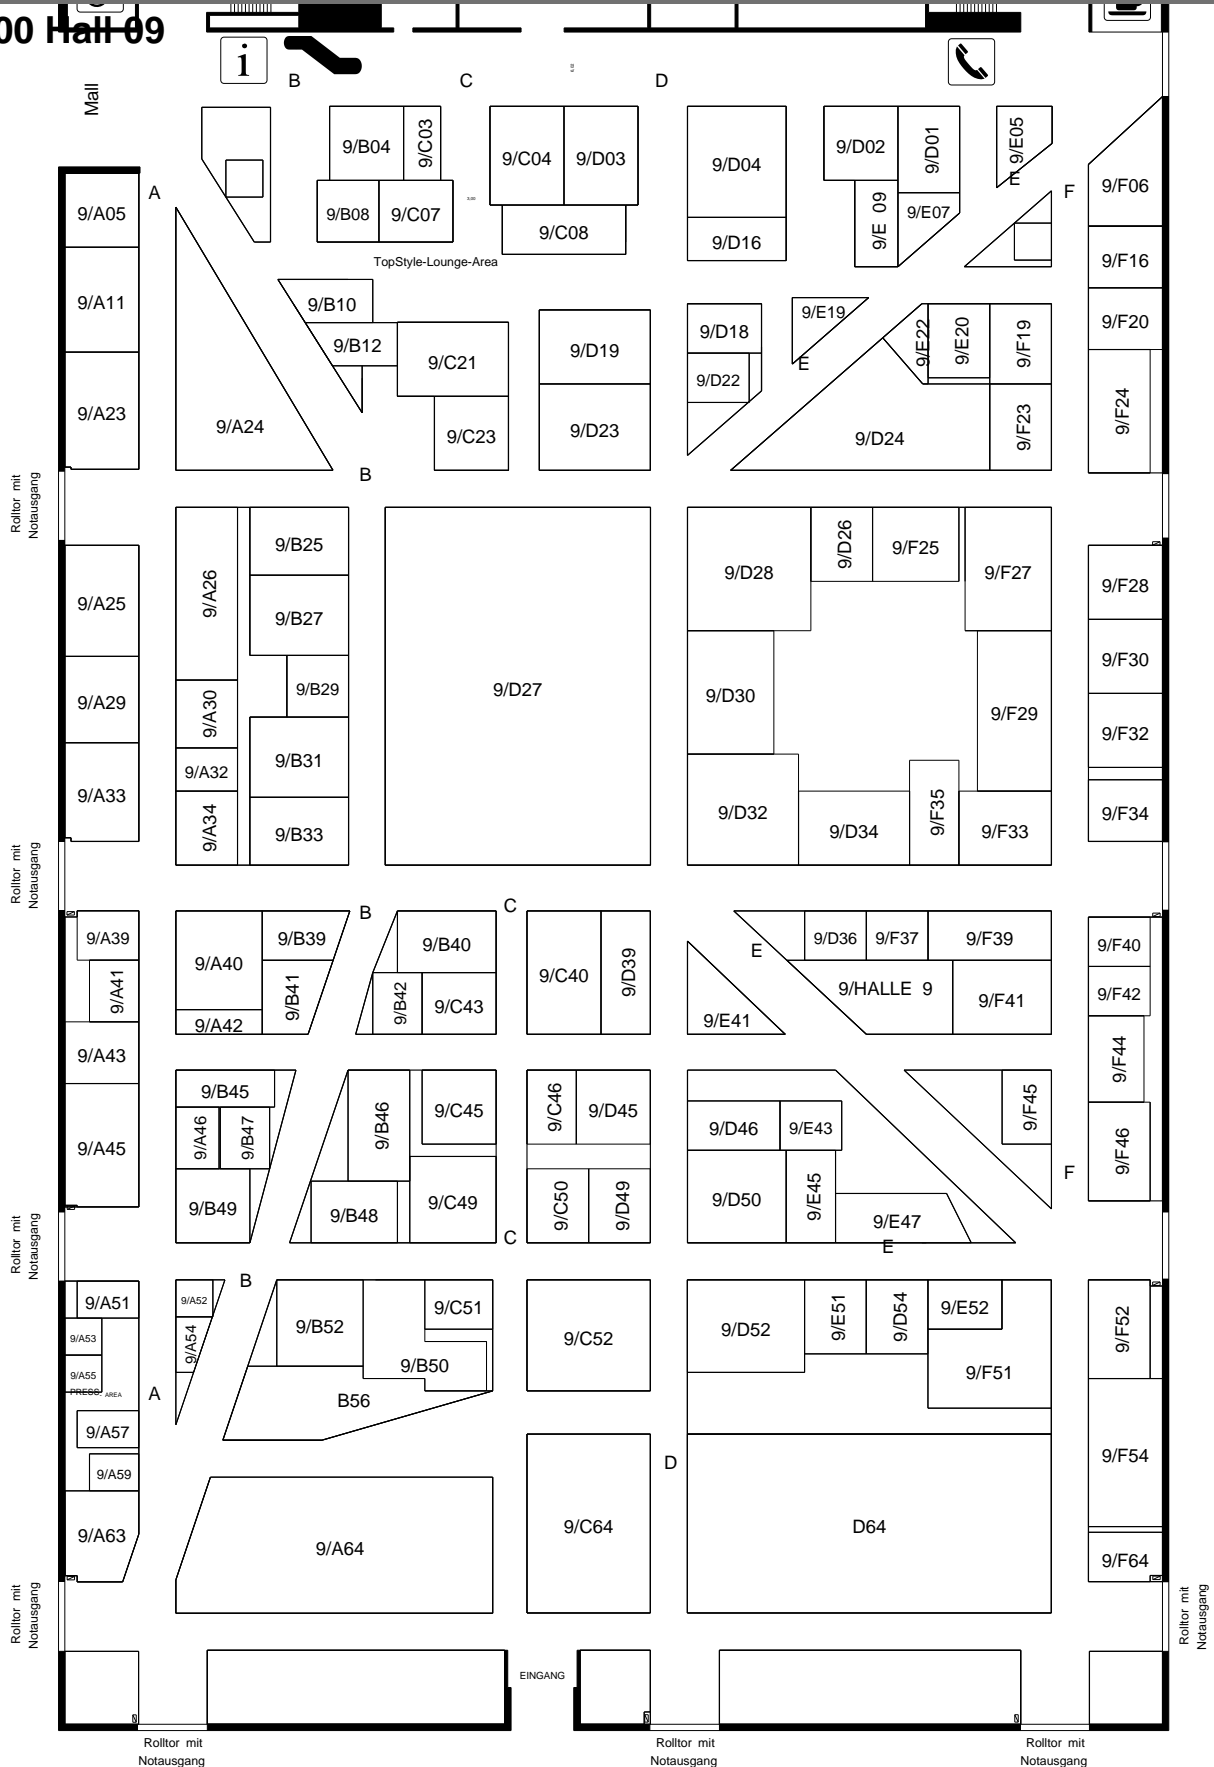 00 Hall 09
i
B
C
D
Mall
9/B04
9/C03
9/C04
9/D03
9/D04
9/D02
9/D01
9/E05
E
A
F
9/A05
9/F06
9/B08
9/C07
9/C08
9/D16
9/E 09
9/E07
TopStyle-Lounge-Area
9/F16
9/A11
9/B10
9/B12
9/C21
9/D19
9/D18
9/E19
E
9/E22
9/E20
9/F19
9/F20
9/D22
9/A23
9/A24
9/C23
9/D23
9/D24
9/F23
9/F24
B
Rolltor mit
Notausgang
9/A25
9/A26
9/B25
9/B27
9/D28
9/D26
9/F25
9/F27
9/F28
9/A29
9/A30
9/B29
9/D27
9/D30
9/F29
9/F30
9/F32
9/A32
9/B31
9/A33
9/A34
9/B33
9/D32
9/D34
9/F35
9/F33
9/F34
Rolltor mit
Notausgang
B
C
E
9/A39
9/A40
9/B39
9/B40
9/C40
9/D39
9/D36
9/F37
9/F39
9/F40
9/A41
9/B41
9/B42
9/C43
9/HALLE 9
9/F41
9/F42
9/A42
9/E41
9/A43
9/F44
9/B45
9/B46
9/C45
9/C46
9/D45
9/F45
9/A46
9/B47
9/D46
9/E43
9/A45
9/F46
F
9/B49
9/B48
9/C49
9/C50
9/D49
9/D50
9/E45
9/E47
E
C
Rolltor mit
Notausgang
B
9/A51
9/A52
9/B52
9/C51
9/C52
9/D52
9/E51
9/D54
9/E52
9/F52
9/A53
9/A54
9/B50
9/F51
9/A55
PRESS. AREA
A
B56
9/A57
9/A59
D
9/F54
9/A63
9/A64
9/C64
D64
9/F64
Rolltor mit
Notausgang
Rolltor mit
Notausgang
EINGANG
Rolltor mit
Notausgang
Rolltor mit
Notausgang
Rolltor mit
Notausgang